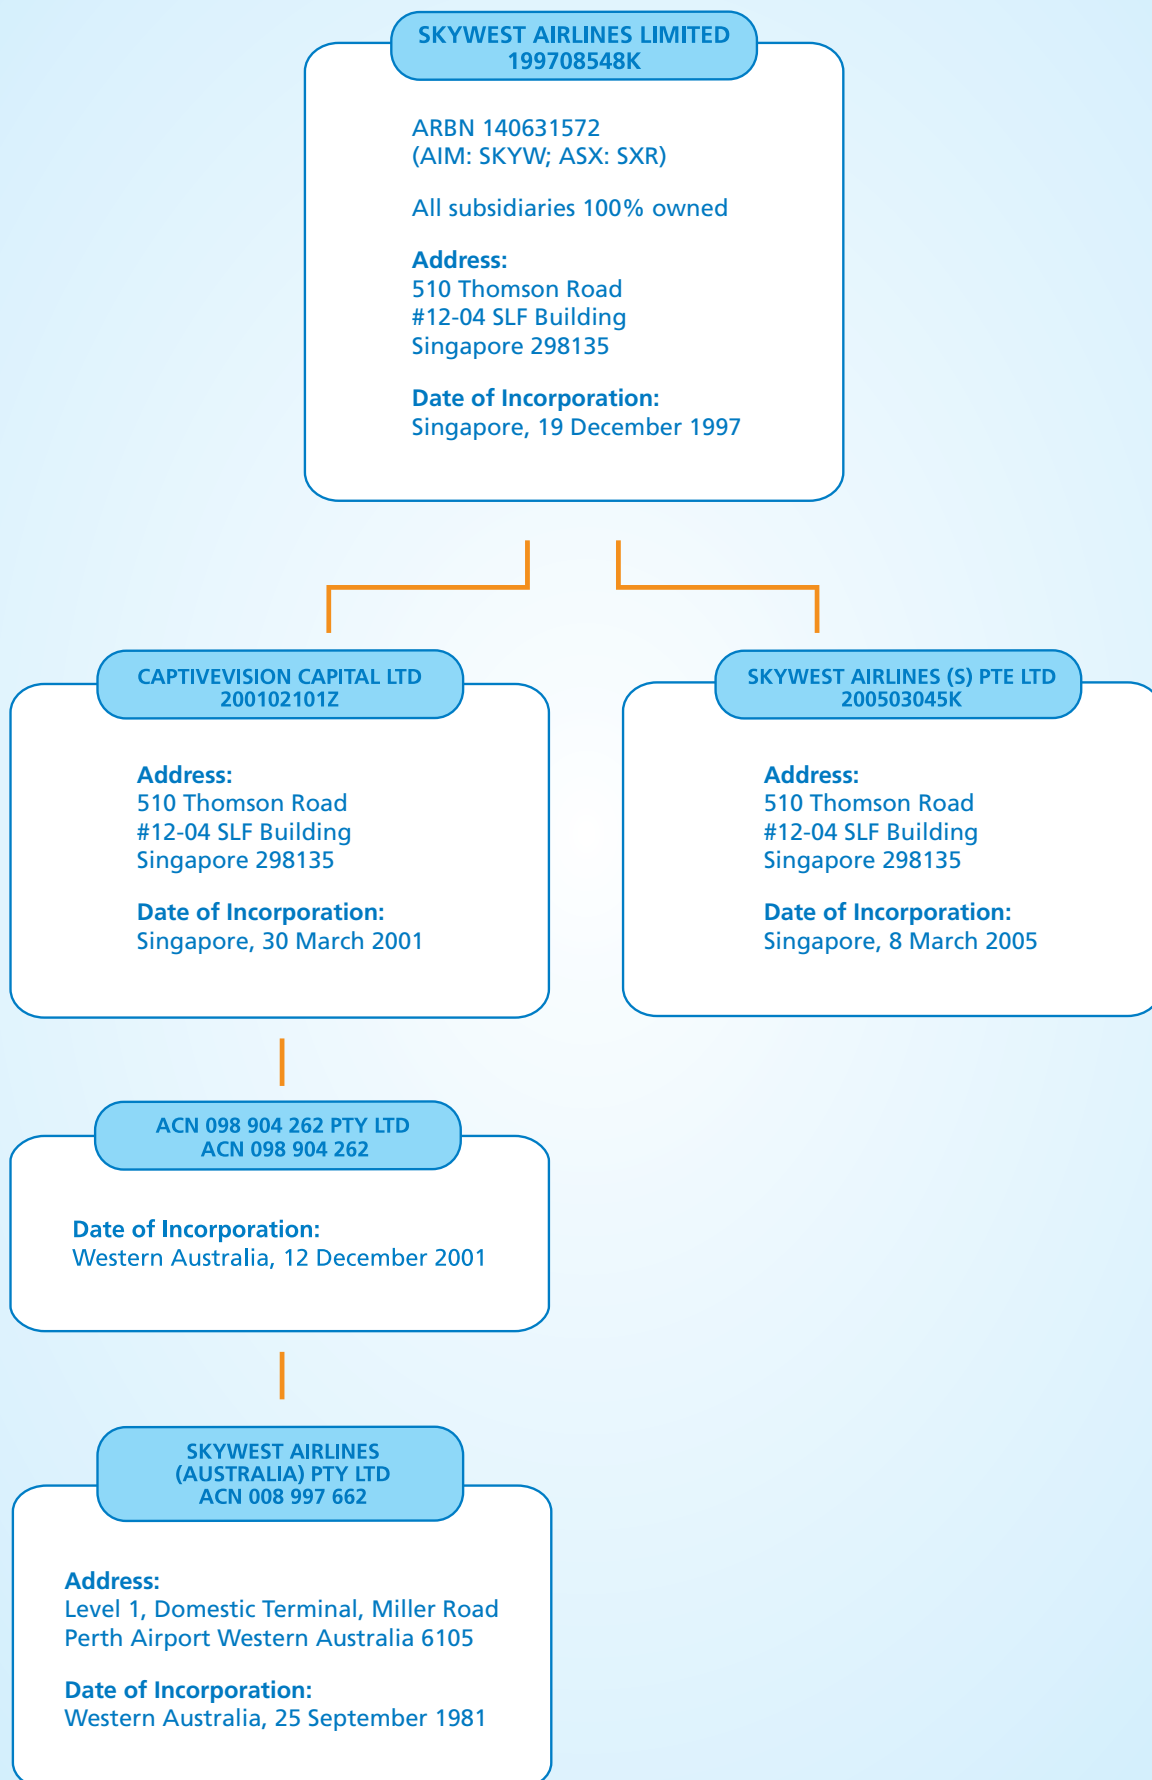 SKYWEST AIRLINES LIMITED
199708548K
ARBN 140631572
(AIM: SKYW; ASX: SXR)
All subsidiaries 100% owned
Address:
510 Thomson Road
#12-04 SLF Building
Singapore 298135
Date of Incorporation:
Singapore, 19 December 1997
CAPTIVEVISION CAPITAL LTD
200102101Z
Address:
510 Thomson Road
#12-04 SLF Building
Singapore 298135
Date of Incorporation:
Singapore, 30 March 2001
SKYWEST AIRLINES (S) PTE LTD
200503045K
Address:
510 Thomson Road
#12-04 SLF Building
Singapore 298135
Date of Incorporation:
Singapore, 8 March 2005
ACN 098 904 262 PTY LTD
ACN 098 904 262
Date of Incorporation:
Western Australia, 12 December 2001
SKYWEST AIRLINES
(AUSTRALIA) PTY LTD
ACN 008 997 662
Address:
Level 1, Domestic Terminal, Miller Road
Perth Airport Western Australia 6105
Date of Incorporation:
Western Australia, 25 September 1981